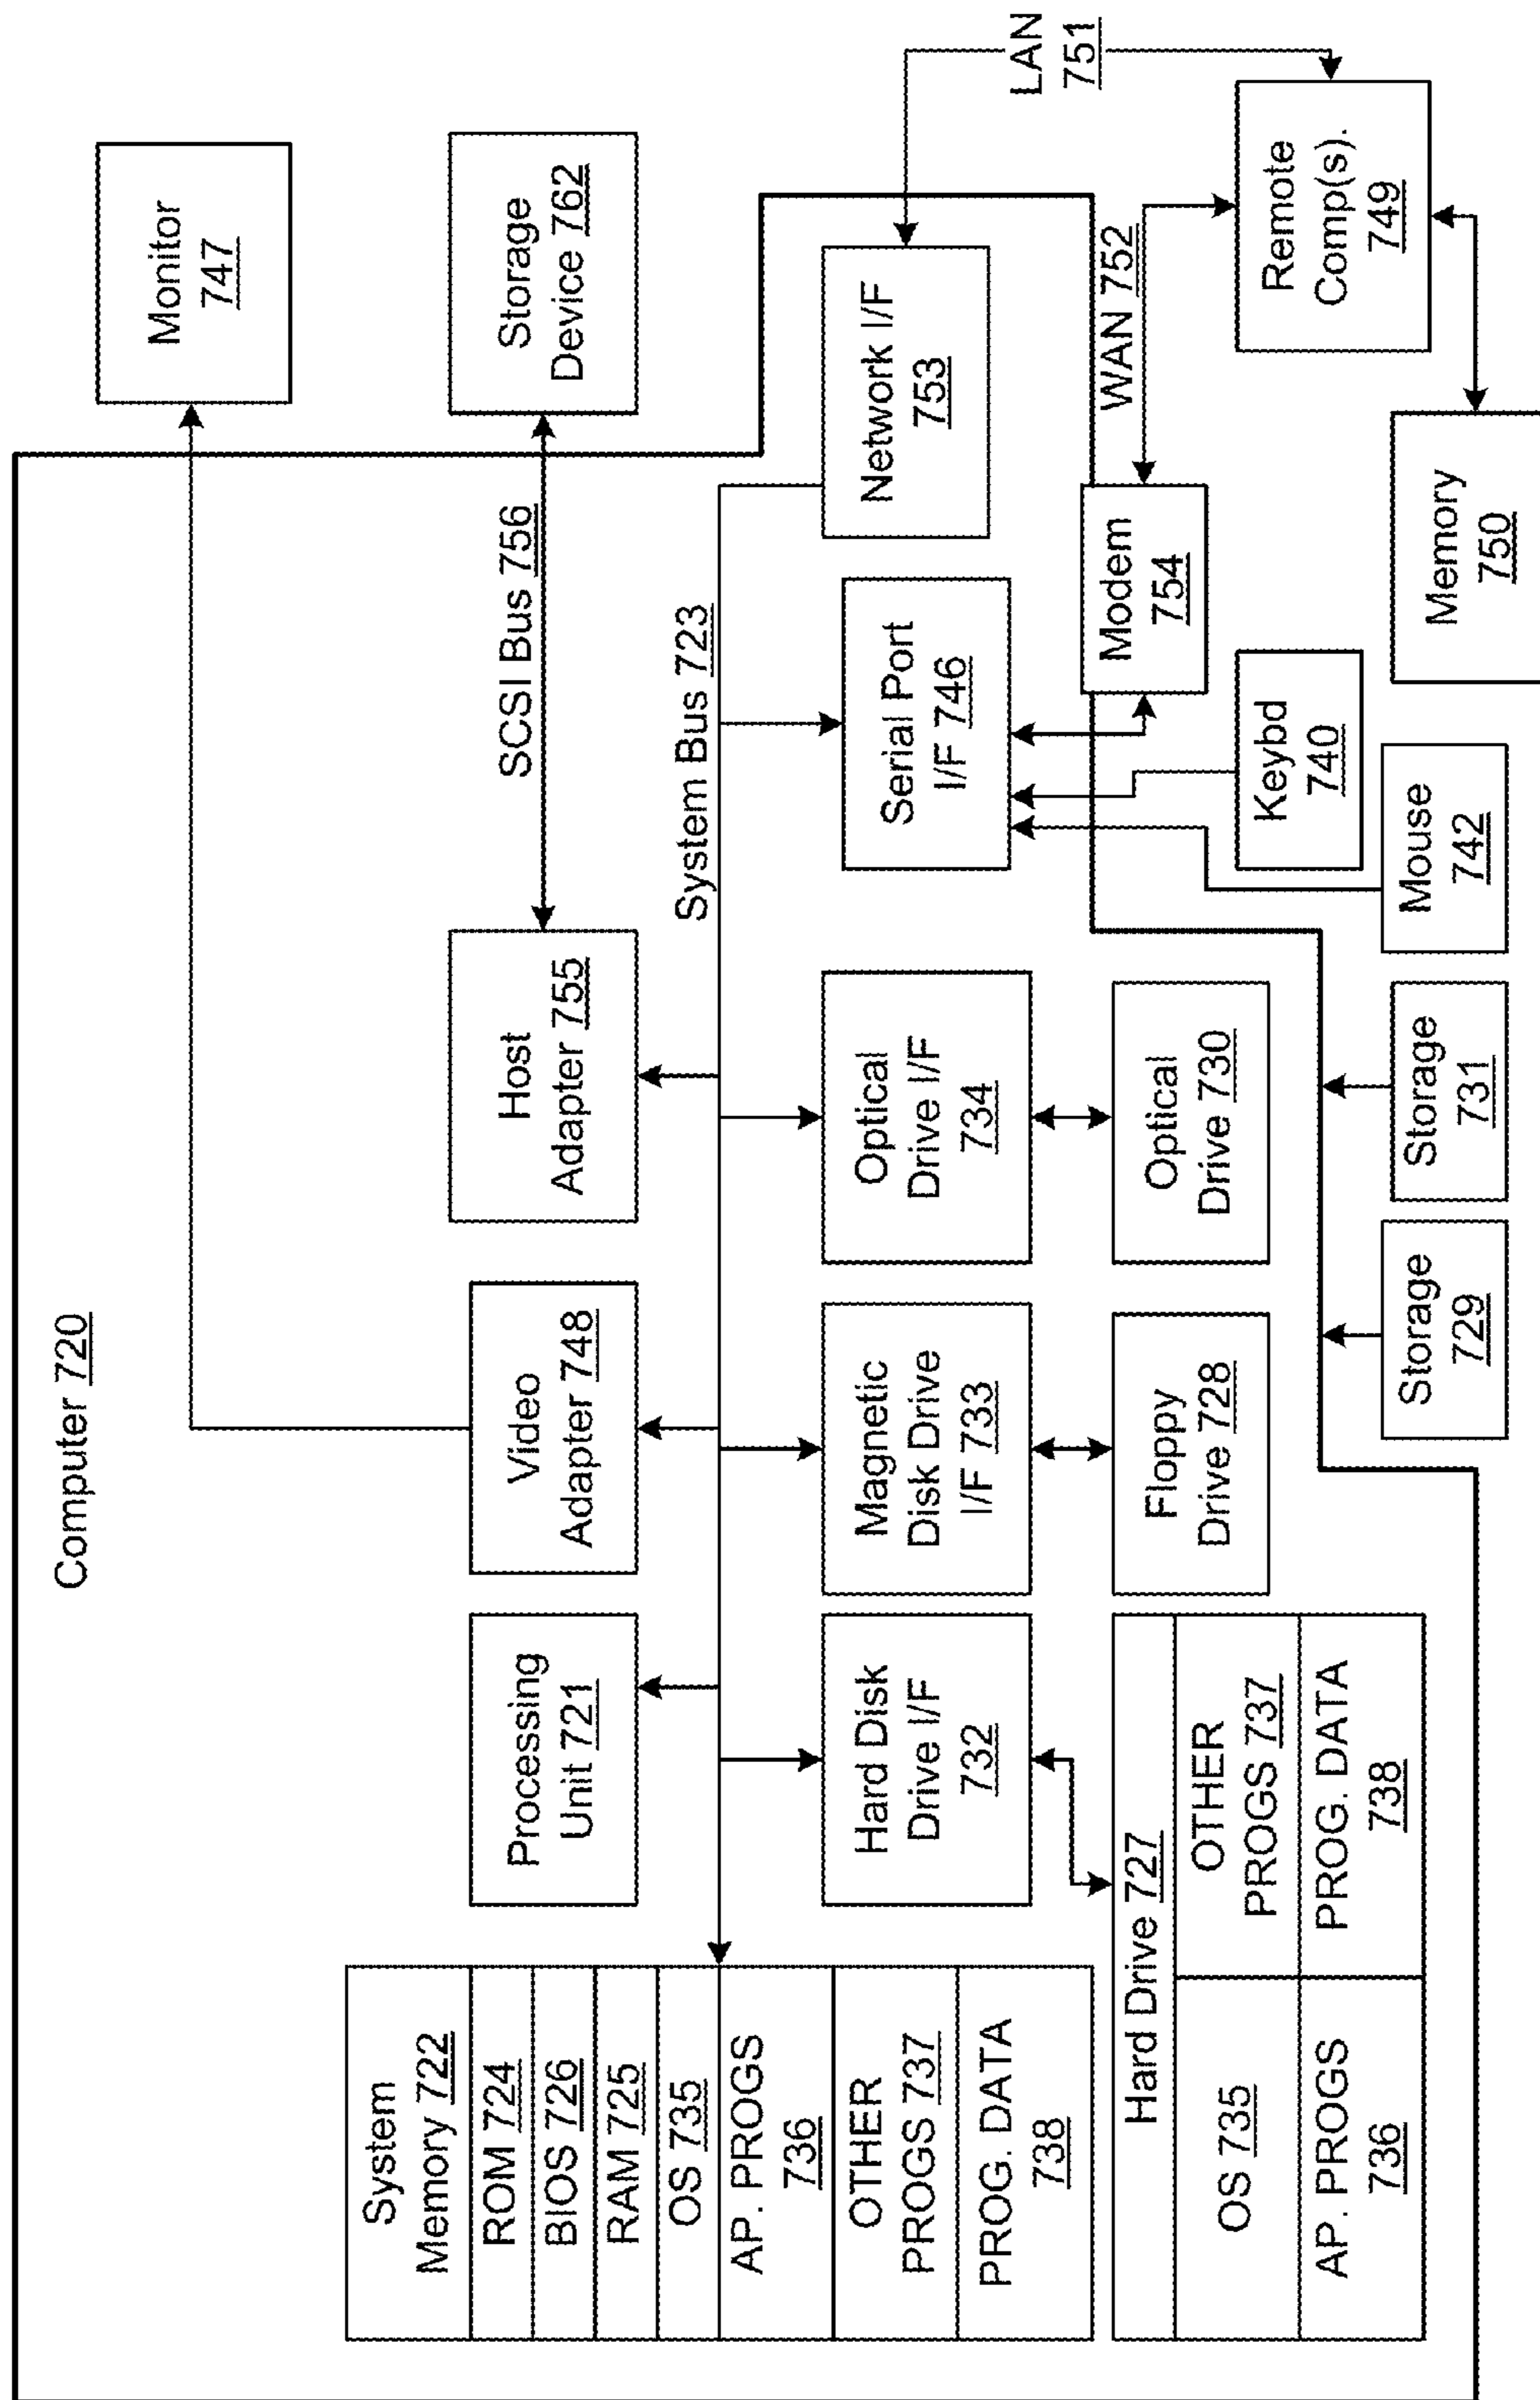 Computer 720
Monitor
747
System
Memory 722
ROM 724
BIOS 726
RAM 725
OS 735
AP. PROGS
736
OTHER
PROGS 737
PROG. DATA
738
Processing
Unit 721
Video
Adapter 748
Host
Adapter 755
SCSI Bus 756
Storage
Device 762
System Bus 723
Hard Disk
Drive I/F
732
Magnetic
Disk Drive
I/F 733
Optical
Drive I/F
734
Serial Port
I/F 746
Network I/F
753
LAN
751
Hard Drive 727
OS 735
OTHER
PROGS 737
AP. PROGS
736
PROG. DATA
738
Floppy
Drive 728
Optical
Drive 730
Modem
754
WAN 752
Remote
Comp(s).
749
Storage
729
Storage
731
Mouse
742
Keybd
740
Memory
750